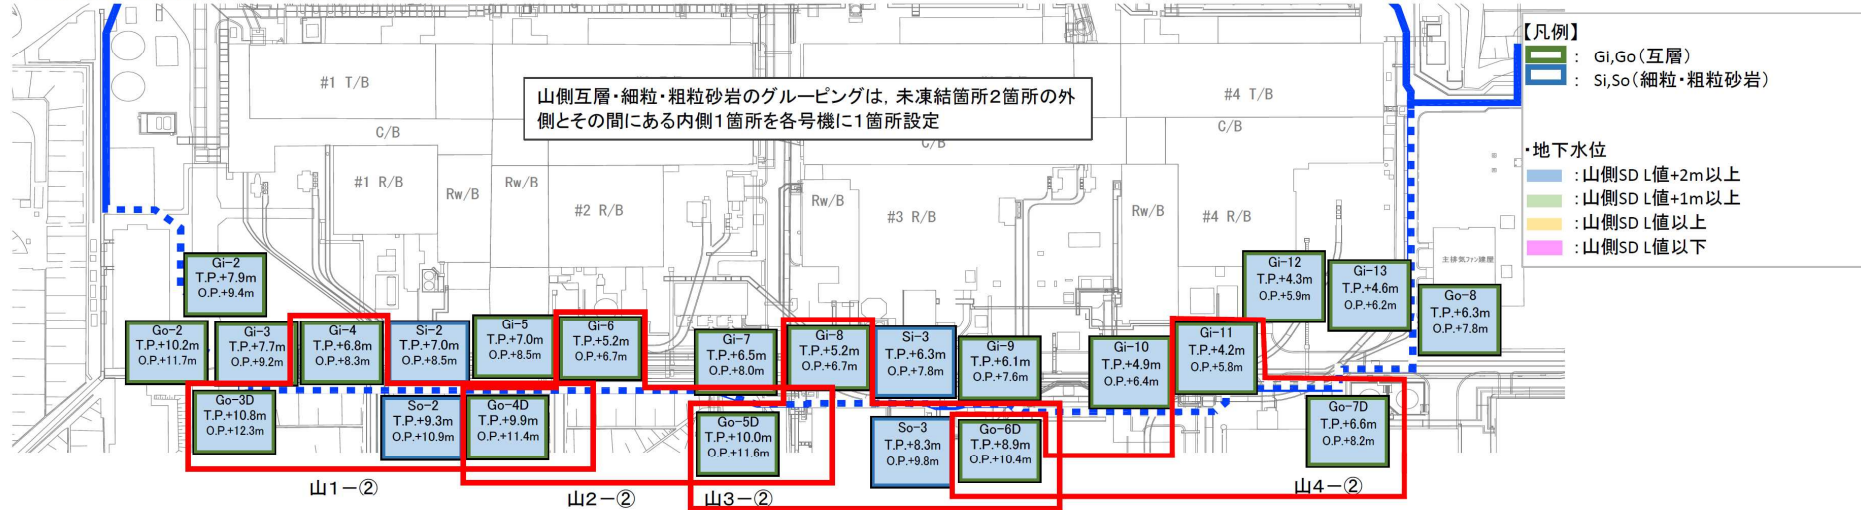 【凡例】
： Gi,Go（互層）
： Si,So（細粒・粗粒砂岩）
・地下水位
：山側SD L値+2m以上
：山側SD L値+1m以上
：山側SD L値以上
：山側SD L値以下
#1 T/B
山側互層・細粒・粗粒砂岩のグルーピングは，未凍結箇所２箇所の外
側とその間にある内側１箇所を各号機に１箇所設定
#4 T/B
C/B
C/B
C/B
#1 R/B
Rw/B
Rw/B
#2 R/B
Rw/B
#3 R/B
Rw/B
#4 R/B
主排気ファン建屋
Gi-2
T.P.+7.9m
O.P.+9.4m
Gi-12
T.P.+4.3m
O.P.+5.9m
Gi-13
T.P.+4.6m
O.P.+6.2m
Go-8
T.P.+6.3m
O.P.+7.8m
Go-2
T.P.+10.2m
O.P.+11.7m
Gi-3
T.P.+7.7m
O.P.+9.2m
Gi-4
T.P.+6.8m
O.P.+8.3m
Si-2
T.P.+7.0m
O.P.+8.5m
Gi-5
T.P.+7.0m
O.P.+8.5m
Gi-6
T.P.+5.2m
O.P.+6.7m
Gi-7
T.P.+6.5m
O.P.+8.0m
Gi-8
T.P.+5.2m
O.P.+6.7m
Si-3
T.P.+6.3m
O.P.+7.8m
Gi-9
T.P.+6.1m
O.P.+7.6m
Gi-10
T.P.+4.9m
O.P.+6.4m
Gi-11
T.P.+4.2m
O.P.+5.8m
Go-3D
T.P.+10.8m
O.P.+12.3m
So-2
T.P.+9.3m
O.P.+10.9m
Go-4D
T.P.+9.9m
O.P.+11.4m
Go-5D
T.P.+10.0m
O.P.+11.6m
So-3
T.P.+8.3m
O.P.+9.8m
Go-6D
T.P.+8.9m
O.P.+10.4m
Go-7D
T.P.+6.6m
O.P.+8.2m
山１－②
山２－②
山３－②
山４－②